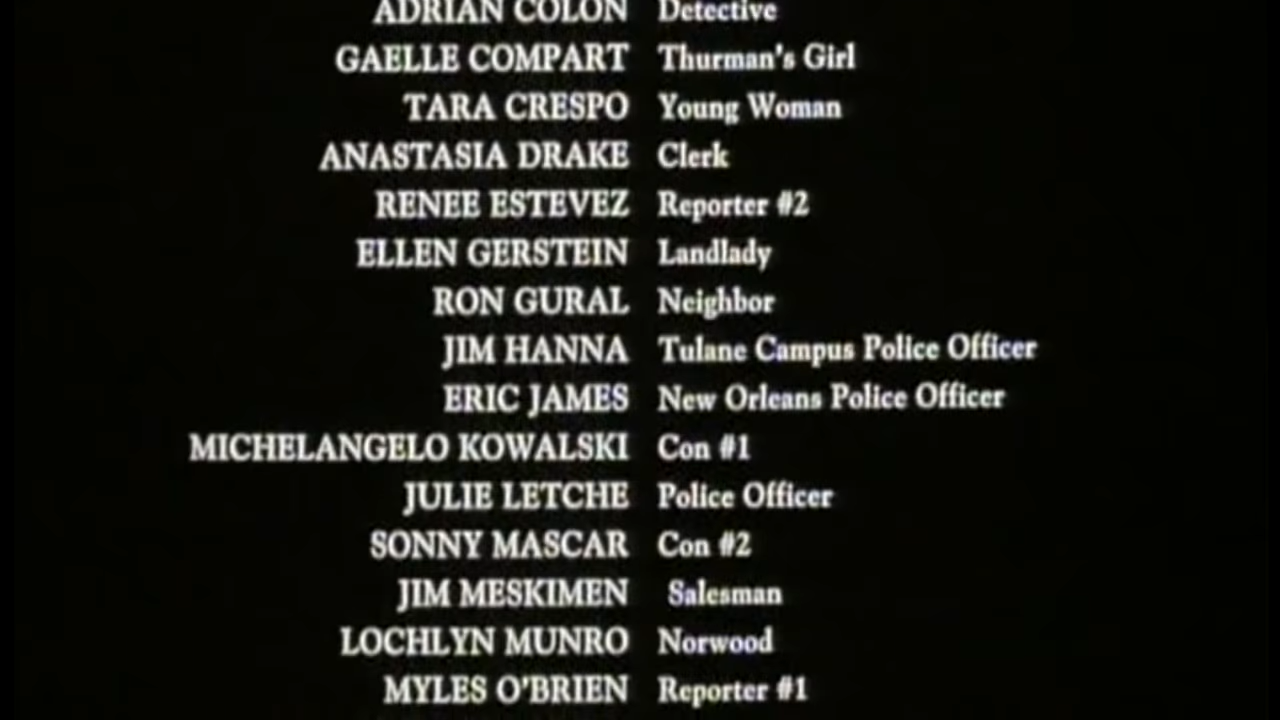 ADRIAN COLON Detective
GAELLE COMPART Thurman's Girl
TARA CRESPO Young Woman
ANASTASIA DRAKE Clerk
RENEE ESTEVEZ Reporter #2
ELLEN GERSTEIN Landlady
RON GURAL Neighbor
JIM HANNA Tulane Campus Police Officer
ERIC JAMES New Orleans Police Officer
MICHELANGELO KOWALSKI Con #1
JULIE LETCHE Police Officer
SONNY MASCAR Con #2
JIM MESKIMEN Salesman
LOCHLYN MUNRO Norwood
MYLES O'BRIEN Reporter #1